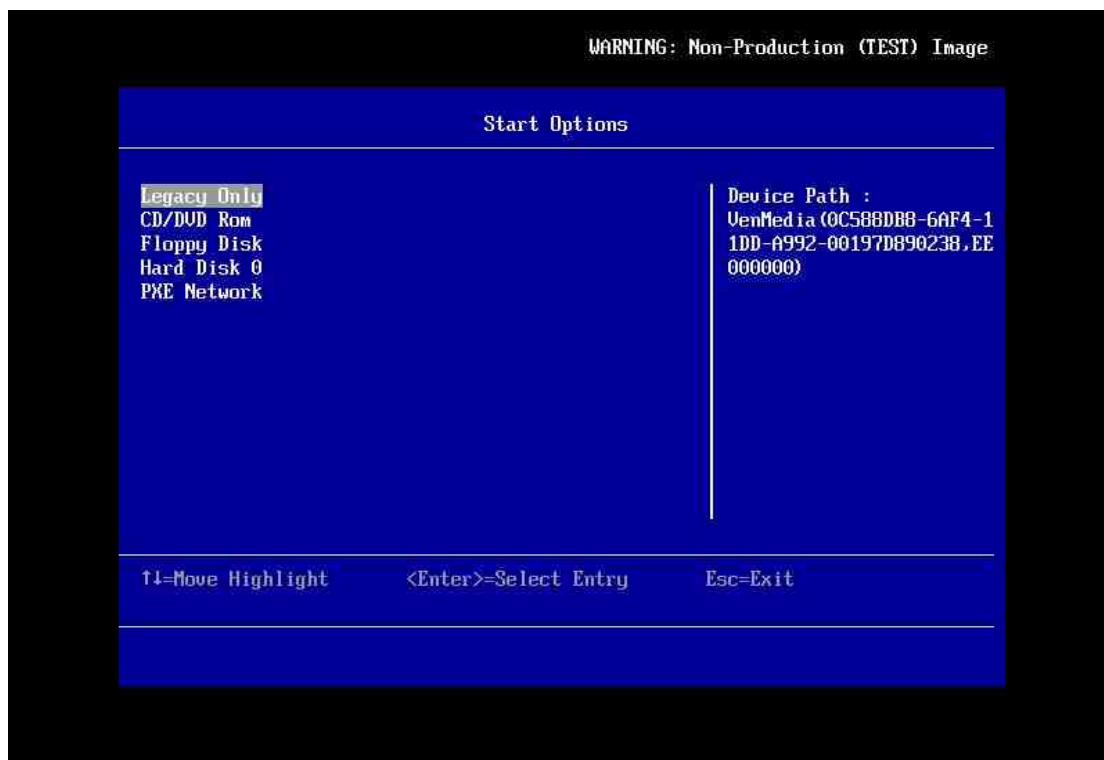 WARNING: Non-Production (TEST) Image
Start Options
Legacy Only
CD/DVD Rom
Floppy Disk
Hard Disk 0
PXE Network
Device Path :
VenMedia(0C588DB8-6AF4-1
1DD-A992-00197D890238,EE
000000)
↑↓=Move Highlight <Enter>=Select Entry Esc=Exit